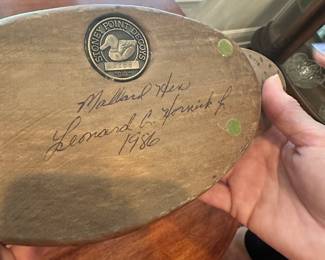 STONEY POINT DECOYS
Mallard Hen
Leonard C. Hornick Jr
1986